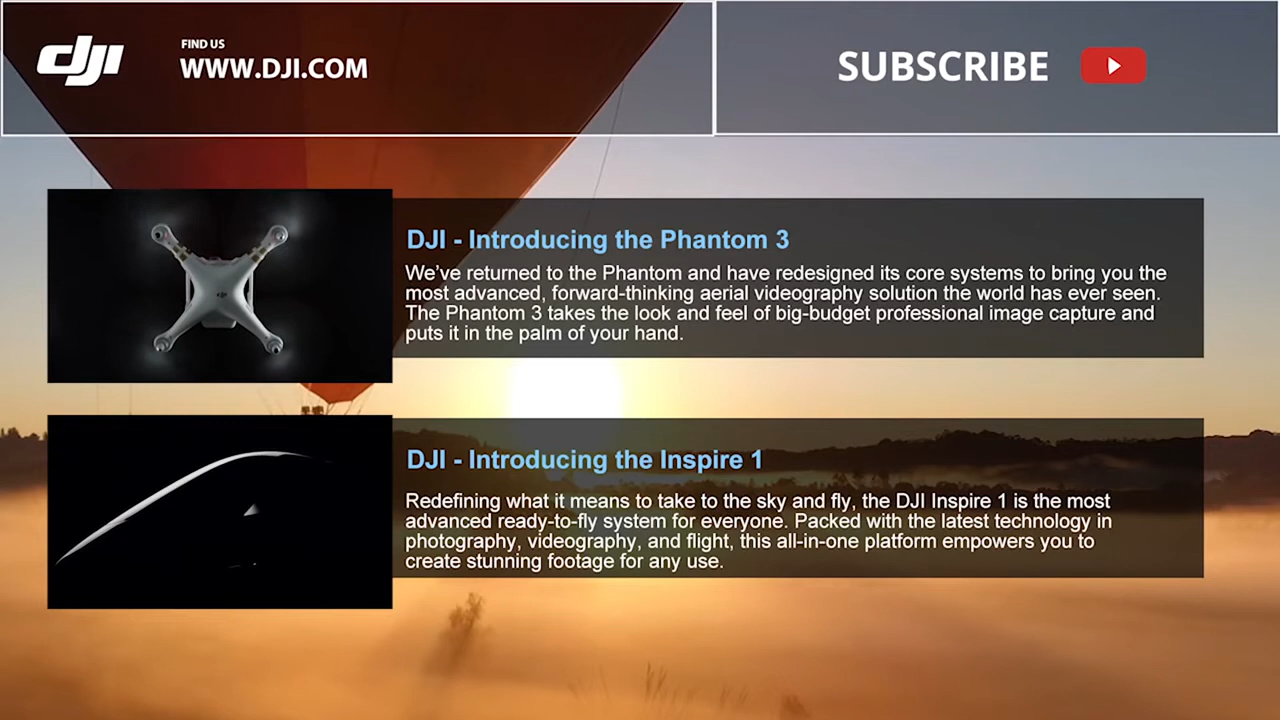 dji
FIND US
WWW.DJI.COM
SUBSCRIBE
DJI - Introducing the Phantom 3
We’ve returned to the Phantom and have redesigned its core systems to bring you the
most advanced, forward-thinking aerial videography solution the world has ever seen.
The Phantom 3 takes the look and feel of big-budget professional image capture and
puts it in the palm of your hand.
DJI - Introducing the Inspire 1
Redefining what it means to take to the sky and fly, the DJI Inspire 1 is the most
advanced ready-to-fly system for everyone. Packed with the latest technology in
photography, videography, and flight, this all-in-one platform empowers you to
create stunning footage for any use.